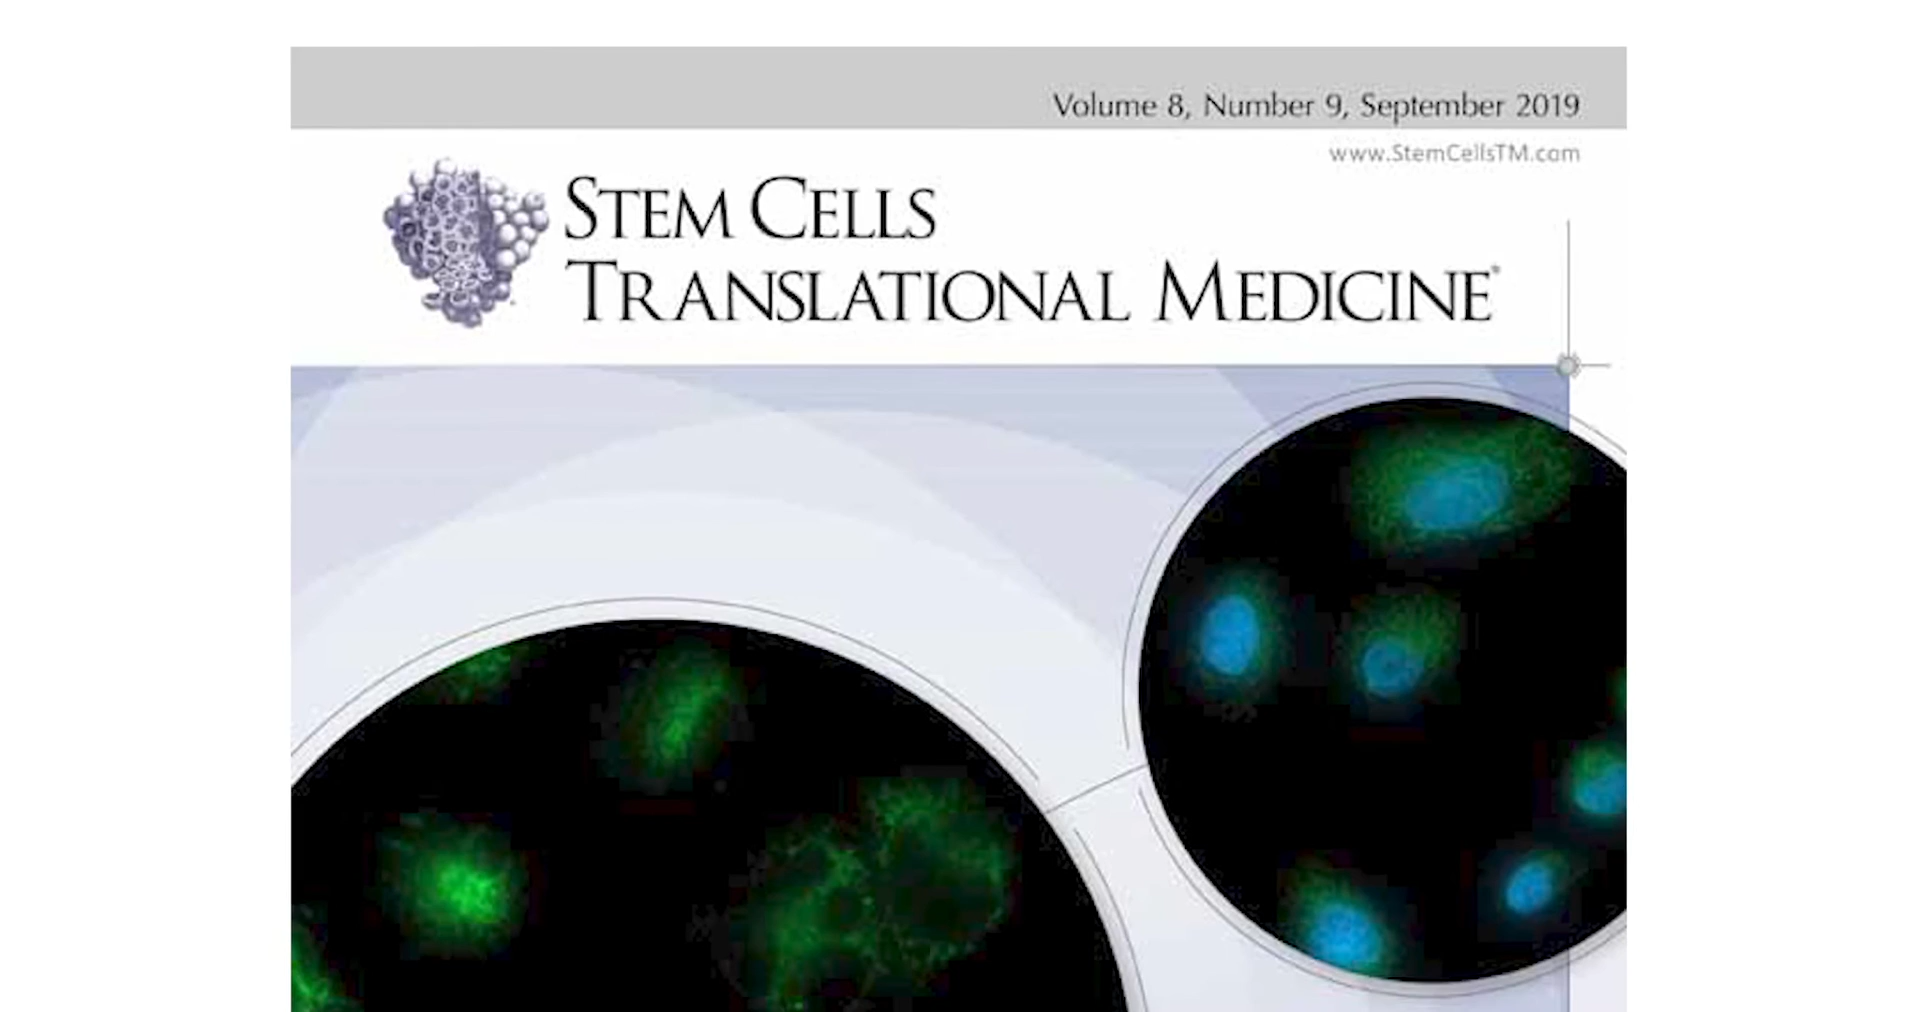 Volume 8, Number 9, September 2019
www.StemCellsTM.com
STEM CELLS
TRANSLATIONAL MEDICINE®